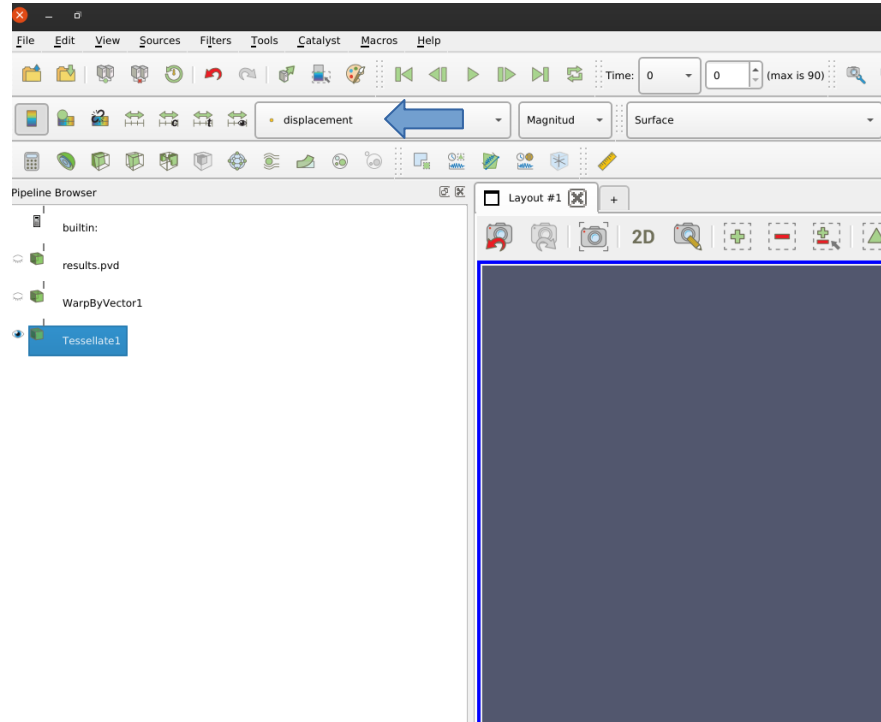 File Edit View Sources Filters Tools Catalyst Macros Help
Time: 0 0 (max is 90)
displacement Magnitud Surface
Pipeline Browser
Layout #1 +
builtin:
2D
results.pvd
WarpByVector1
Tessellate1